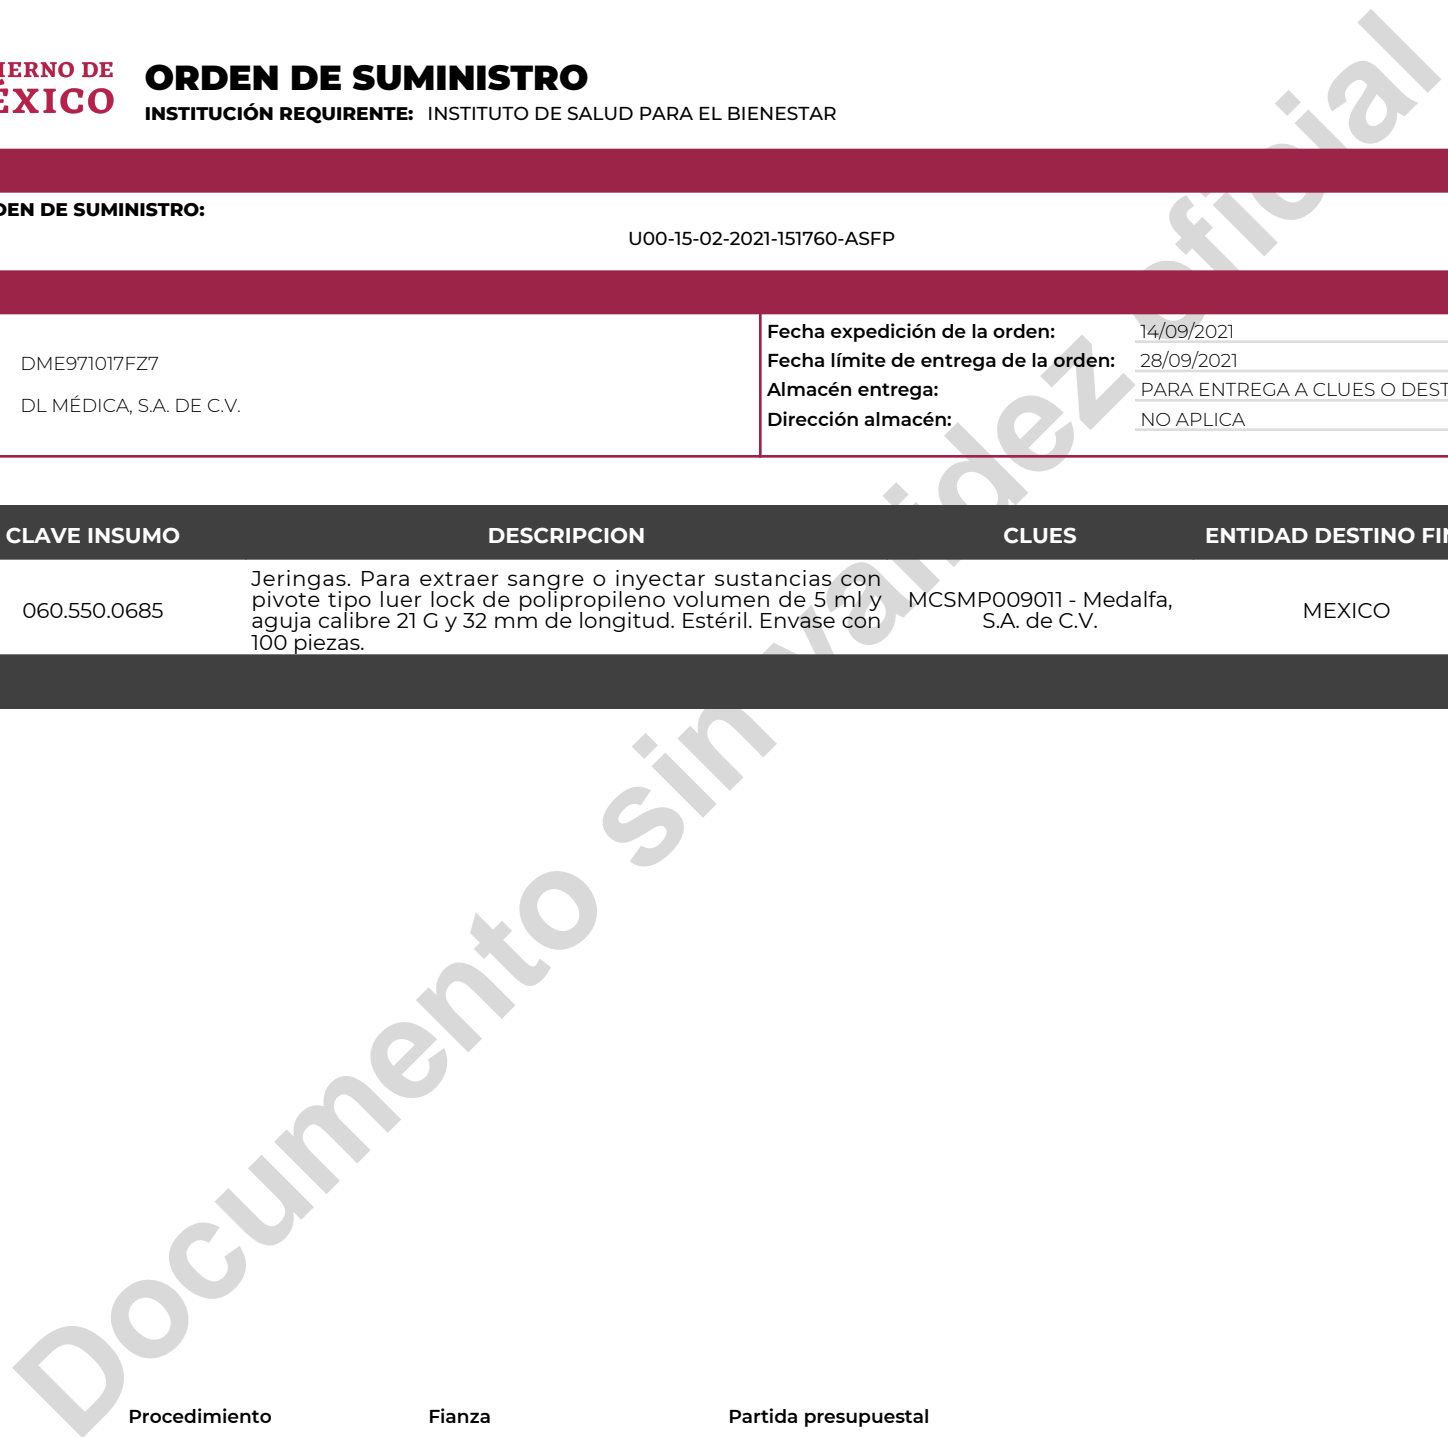 IERNO DE
ÉXICO
ORDEN DE SUMINISTRO
INSTITUCIÓN REQUIRENTE: INSTITUTO DE SALUD PARA EL BIENESTAR
DEN DE SUMINISTRO:
U00-15-02-2021-151760-ASFP
DME971017FZ7
DL MÉDICA, S.A. DE C.V.
Fecha expedición de la orden: 14/09/2021
Fecha límite de entrega de la orden: 28/09/2021
Almacén entrega: PARA ENTREGA A CLUES O DEST
Dirección almacén: NO APLICA
CLAVE INSUMO DESCRIPCION CLUES ENTIDAD DESTINO FIN
060.550.0685
Jeringas. Para extraer sangre o inyectar sustancias con
pivote tipo luer lock de polipropileno volumen de 5 ml y
aguja calibre 21 G y 32 mm de longitud. Estéril. Envase con
100 piezas.
MCSMP009011 - Medalfa,
S.A. de C.V.
MEXICO
Documento sin validez oficial
Procedimiento Fianza Partida presupuestal